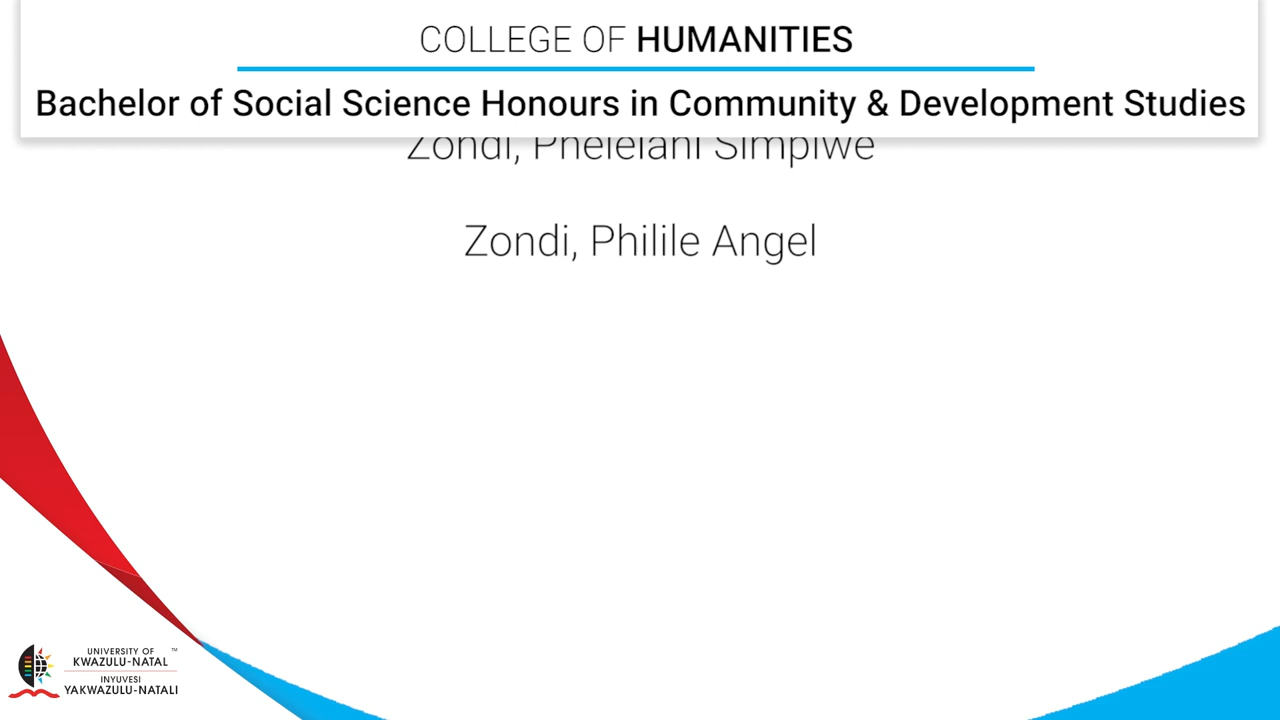 COLLEGE OF HUMANITIES
Bachelor of Social Science Honours in Community & Development Studies
Zondi, Phelelani Simpiwe
Zondi, Philile Angel
UNIVERSITY OF
KWAZULU-NATAL
INYUVESI
YAKWAZULU-NATALI
TM